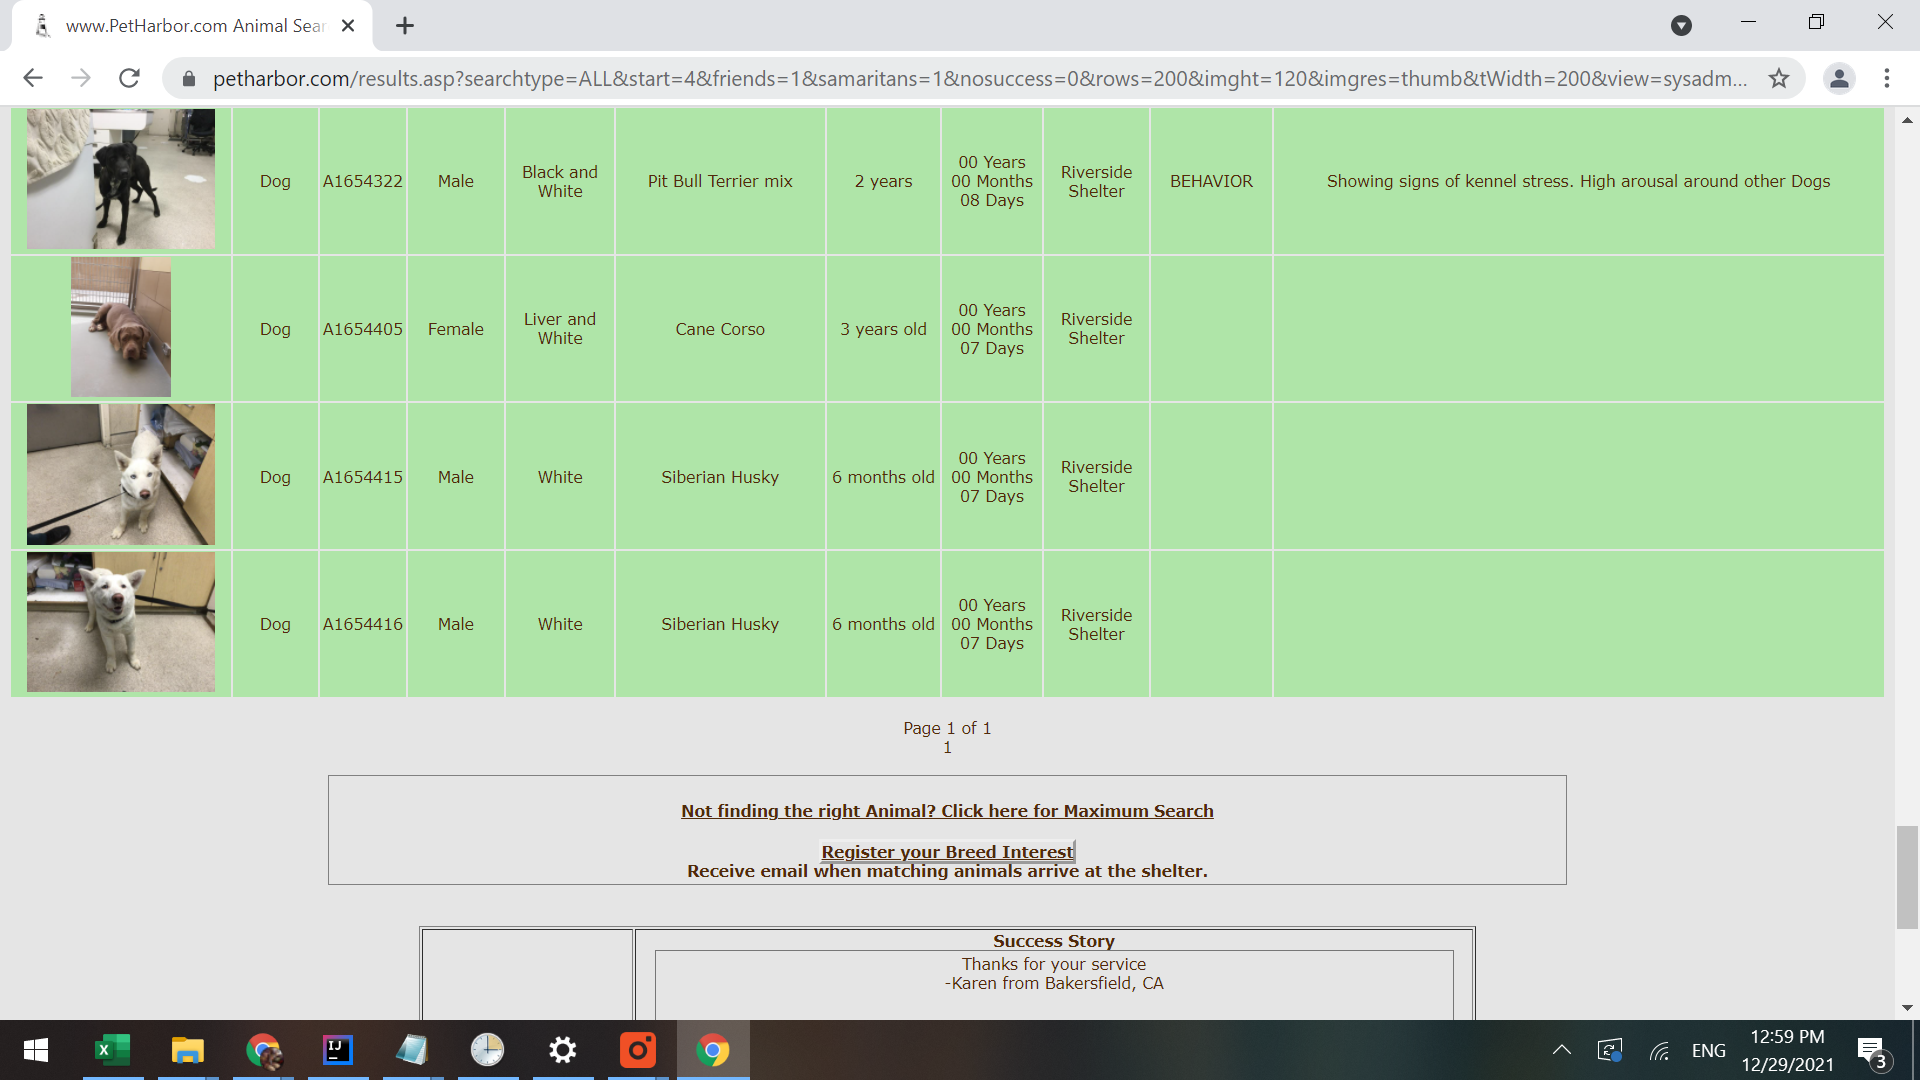 www.PetHarbor.com Animal Sear
petharbor.com/results.asp?searchtype=ALL&start=4&friends=1&samaritans=1&nosuccess=0&rows=200&imght=120&imgres=thumb&tWidth=200&view=sysadm...
Dog A1654322 Male Black and White Pit Bull Terrier mix 2 years 00 Years 00 Months 08 Days Riverside Shelter BEHAVIOR Showing signs of kennel stress. High arousal around other Dogs
Dog A1654405 Female Liver and White Cane Corso 3 years old 00 Years 00 Months 07 Days Riverside Shelter
Dog A1654415 Male White Siberian Husky 6 months old 00 Years 00 Months 07 Days Riverside Shelter
Dog A1654416 Male White Siberian Husky 6 months old 00 Years 00 Months 07 Days Riverside Shelter
Page 1 of 1
1
Not finding the right Animal? Click here for Maximum Search
Register your Breed Interest
Receive email when matching animals arrive at the shelter.
Success Story
Thanks for your service
-Karen from Bakersfield, CA
ENG
12:59 PM
12/29/2021
3